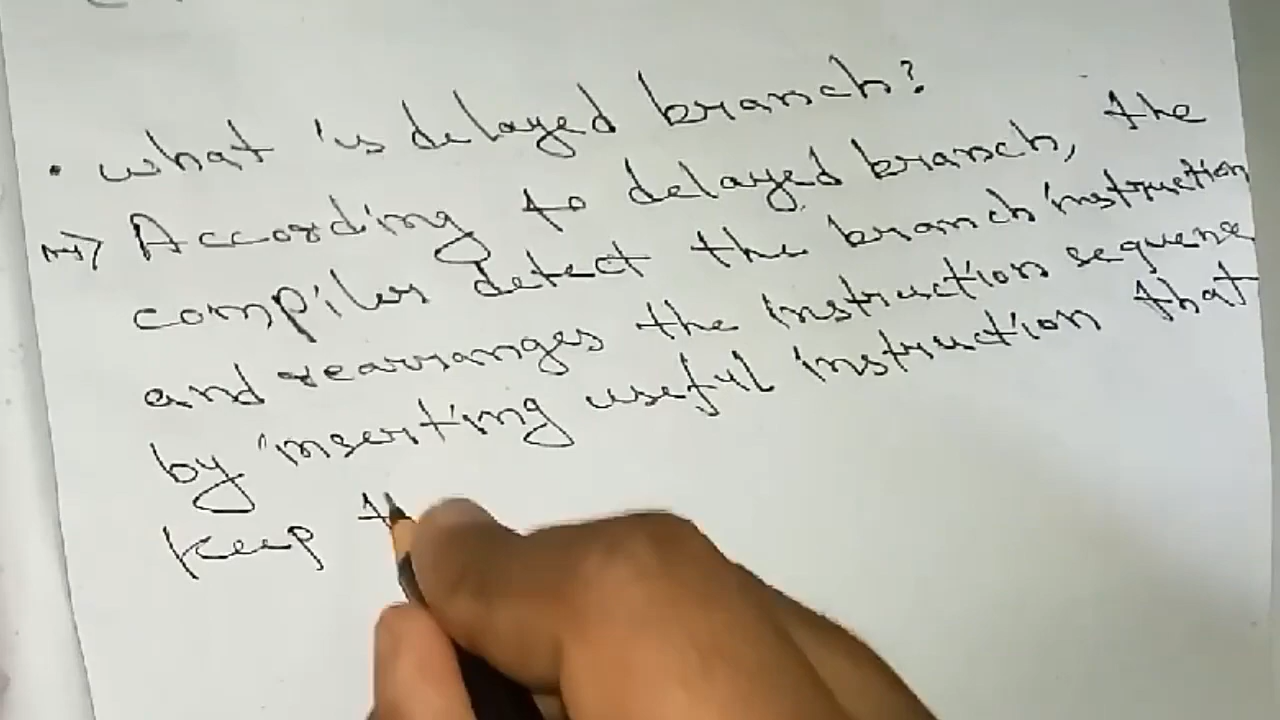 • what is delayed branch?
According to delayed branch, the
compiler detect the branch instruction
and rearranges the instruction sequence
by inserting useful instruction that
keep